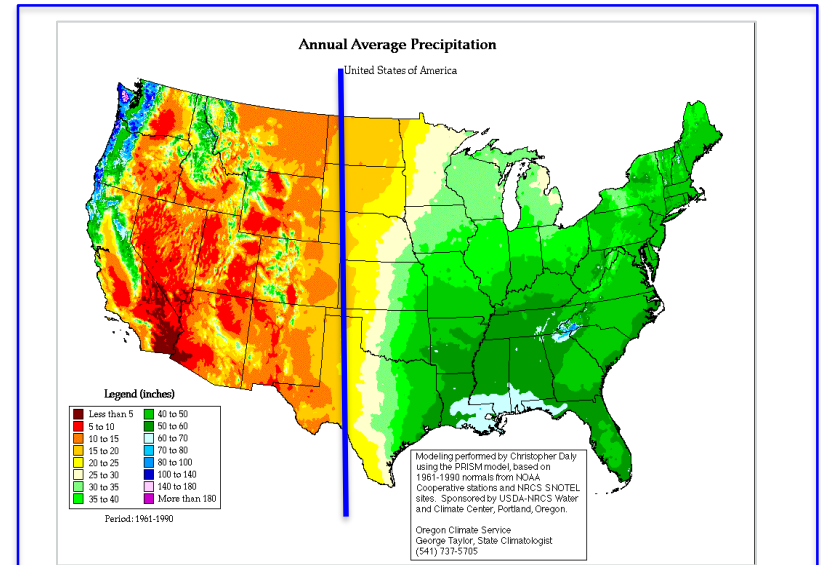 Annual Average Precipitation
United States of America
Legend (inches)
Less than 5
5 to 10
10 to 15
15 to 20
20 to 25
25 to 30
30 to 35
35 to 40
40 to 50
50 to 60
60 to 70
70 to 80
80 to 100
100 to 140
140 to 180
More than 180
Period: 1961-1990
Modeling performed by Christopher Daly
using the PRISM model, based on
1961-1990 normals from NOAA
Cooperative stations and NRCS SNOTEL
sites. Sponsored by USDA-NRCS Water
and Climate Center, Portland, Oregon.
Oregon Climate Service
George Taylor, State Climatologist
(541) 737-5705